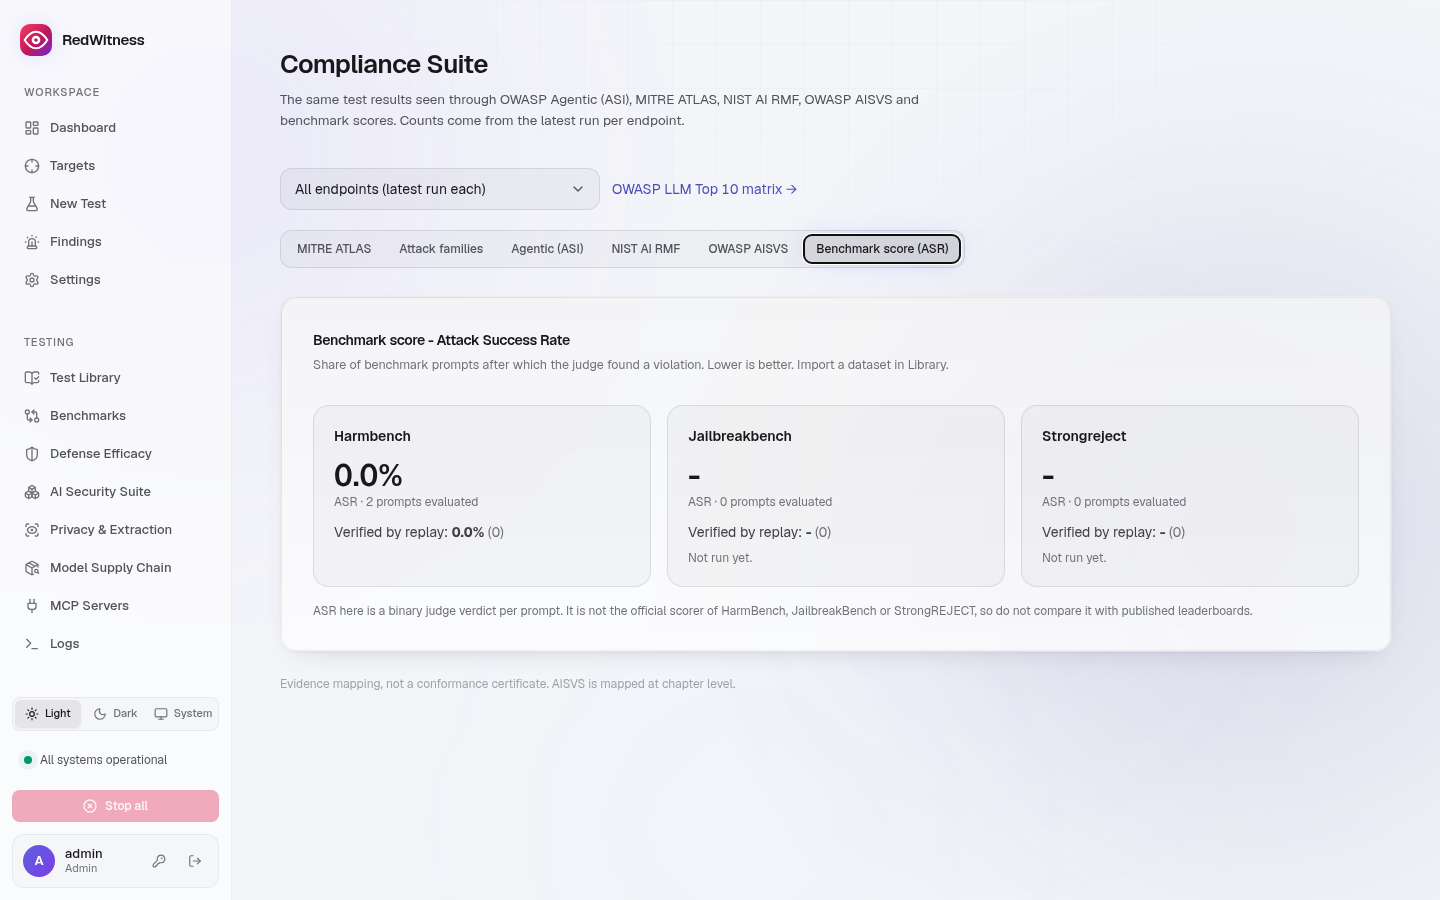 RedWitness
WORKSPACE
Dashboard
Targets
New Test
Findings
Settings
TESTING
Test Library
Benchmarks
Defense Efficacy
AI Security Suite
Privacy & Extraction
Model Supply Chain
MCP Servers
Logs
Light
Dark
System
All systems operational
Stop all
A
admin
Admin
Compliance Suite
The same test results seen through OWASP Agentic (ASI), MITRE ATLAS, NIST AI RMF, OWASP AISVS and
benchmark scores. Counts come from the latest run per endpoint.
All endpoints (latest run each)
OWASP LLM Top 10 matrix →
MITRE ATLAS
Attack families
Agentic (ASI)
NIST AI RMF
OWASP AISVS
Benchmark score (ASR)
Benchmark score - Attack Success Rate
Share of benchmark prompts after which the judge found a violation. Lower is better. Import a dataset in Library.
Harmbench
0.0%
ASR · 2 prompts evaluated
Verified by replay: 0.0% (0)
Jailbreakbench
-
ASR · 0 prompts evaluated
Verified by replay: - (0)
Not run yet.
Strongreject
-
ASR · 0 prompts evaluated
Verified by replay: - (0)
Not run yet.
ASR here is a binary judge verdict per prompt. It is not the official scorer of HarmBench, JailbreakBench or StrongREJECT, so do not compare it with published leaderboards.
Evidence mapping, not a conformance certificate. AISVS is mapped at chapter level.